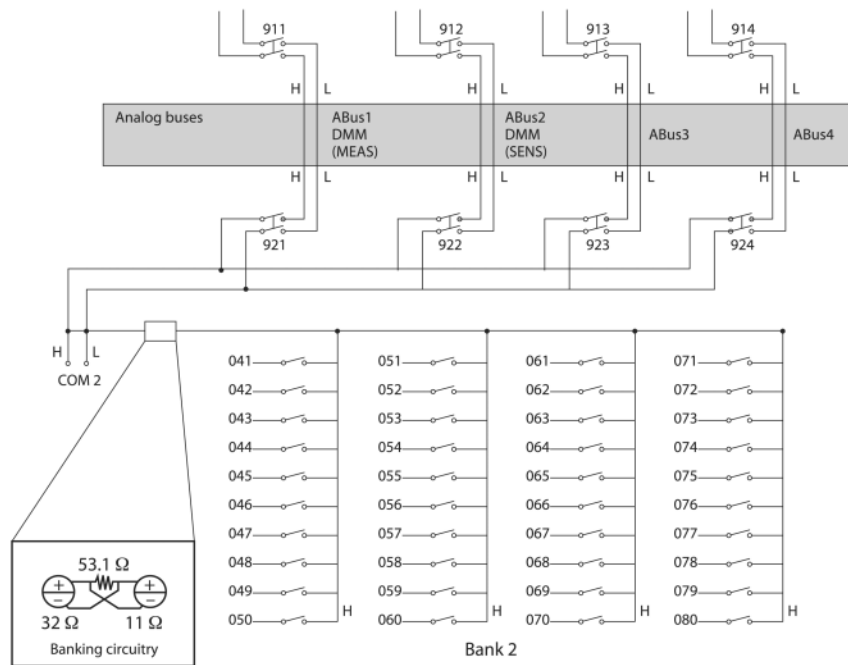 911 912 913 914
H L H L H L H L
Analog buses
ABus1
DMM
(MEAS)
ABus2
DMM
(SENS)
ABus3
ABus4
H L H L H L H L
921 922 923 924
H L
COM 2
041 051 061 071
042 052 062 072
043 053 063 073
044 054 064 074
045 055 065 075
046 056 066 076
047 057 067 077
048 058 068 078
049 059 069 079
H H H H
050 060 070 080
53.1 Ω
+ +
− −
32 Ω 11 Ω
Banking circuitry
Bank 2